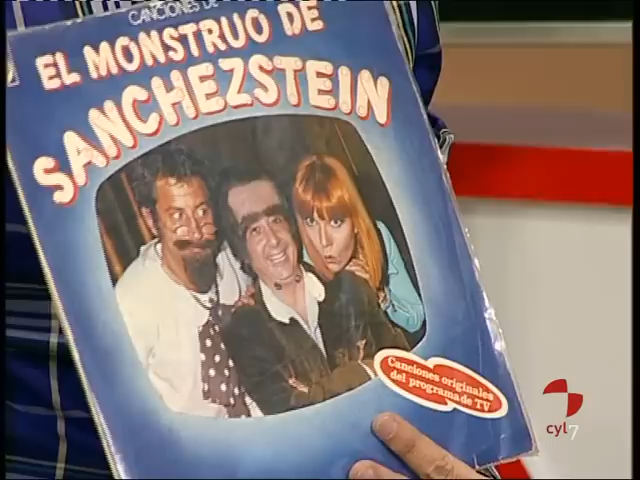 CANCIONES DE
EL MONSTRUO DE
SANCHEZSTEIN
Canciones originales
del programa de TV
cyl7